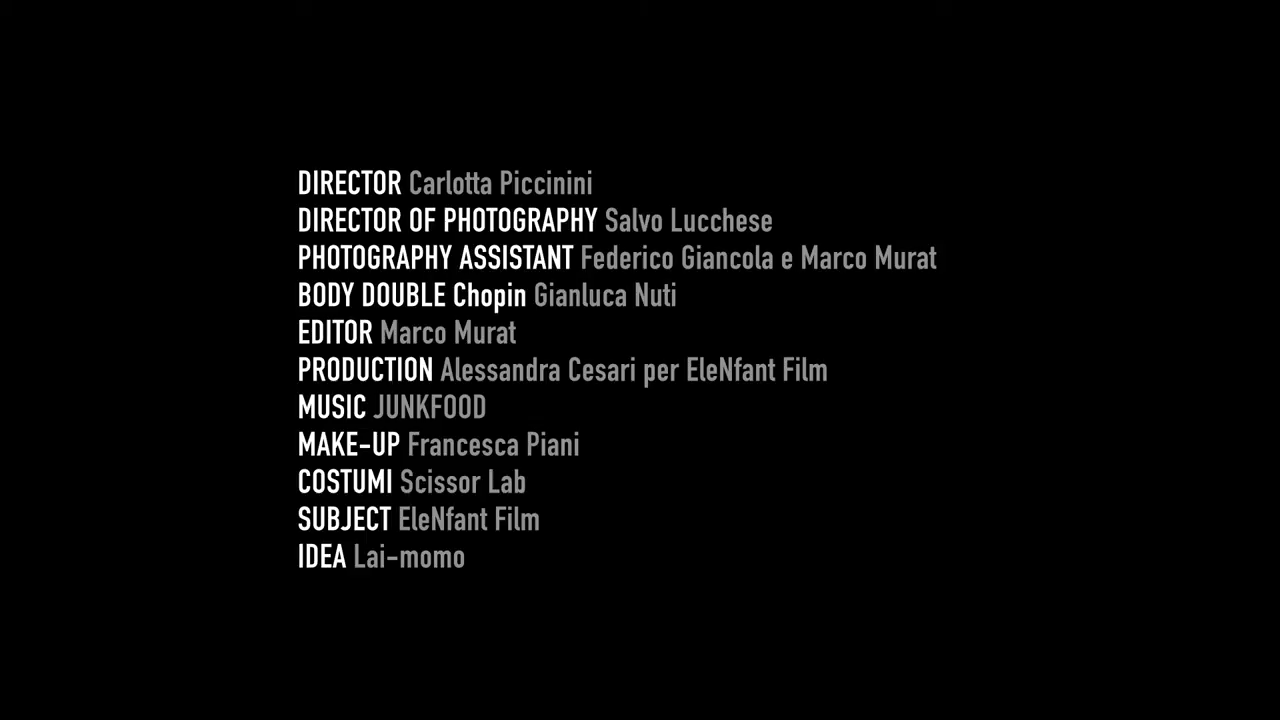 DIRECTOR Carlotta Piccinini
DIRECTOR OF PHOTOGRAPHY Salvo Lucchese
PHOTOGRAPHY ASSISTANT Federico Giancola e Marco Murat
BODY DOUBLE Chopin Gianluca Nuti
EDITOR Marco Murat
PRODUCTION Alessandra Cesari per EleNfant Film
MUSIC JUNKFOOD
MAKE-UP Francesca Piani
COSTUMI Scissor Lab
SUBJECT EleNfant Film
IDEA Lai-momo